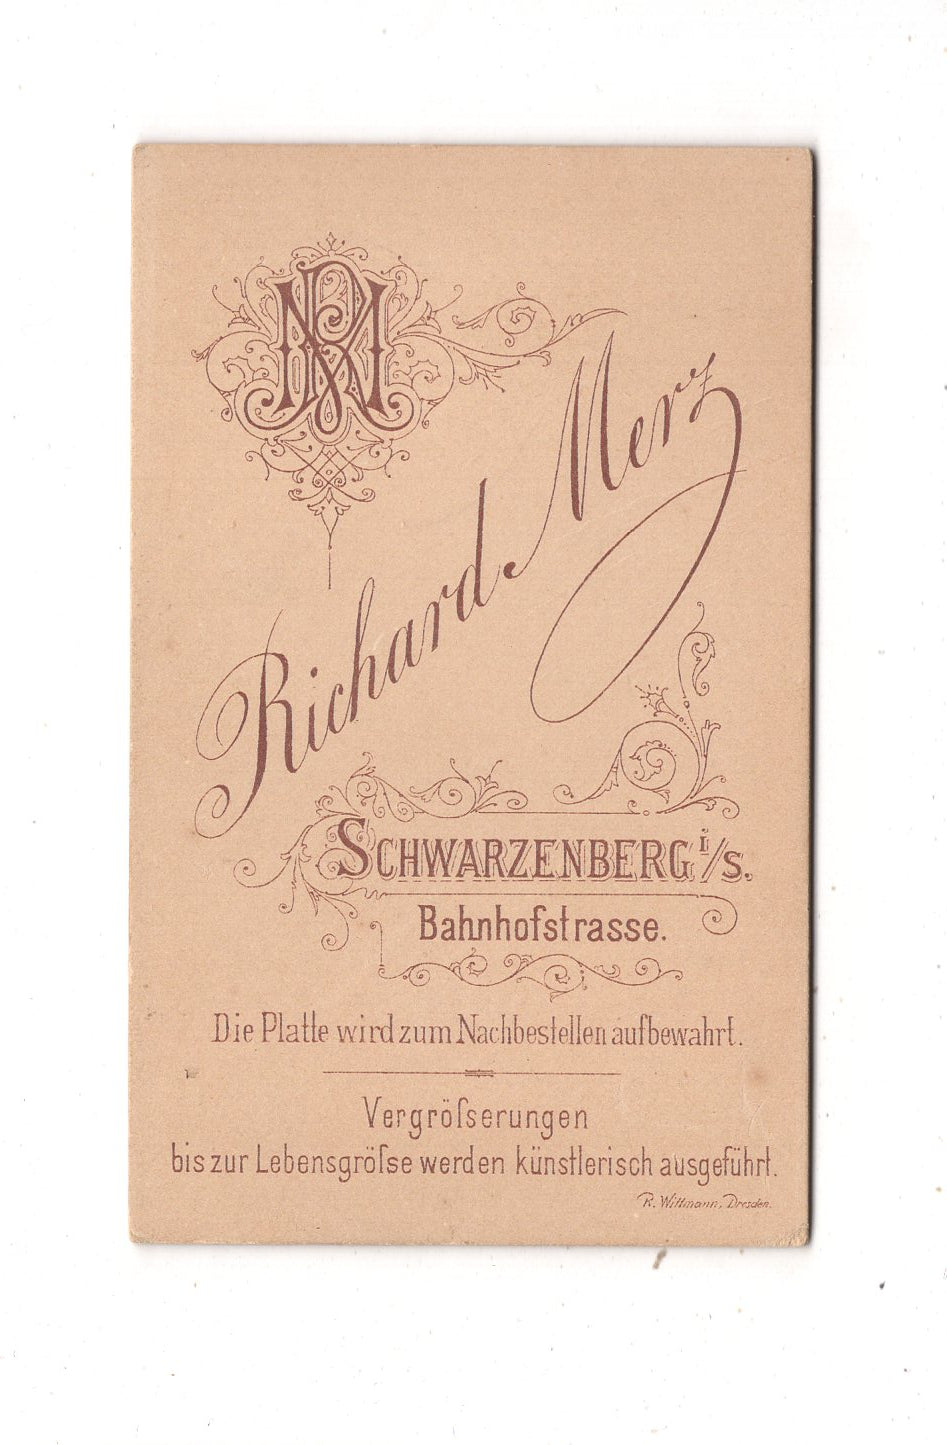 RM
Richard Merz
SCHWARZENBERG i/S.
Bahnhofstrasse.
Die Platte wird zum Nachbestellen aufbewahrt.
Vergröſserungen
bis zur Lebensgröſse werden künstlerisch ausgeführt.
R. Wittmann, Dresden.